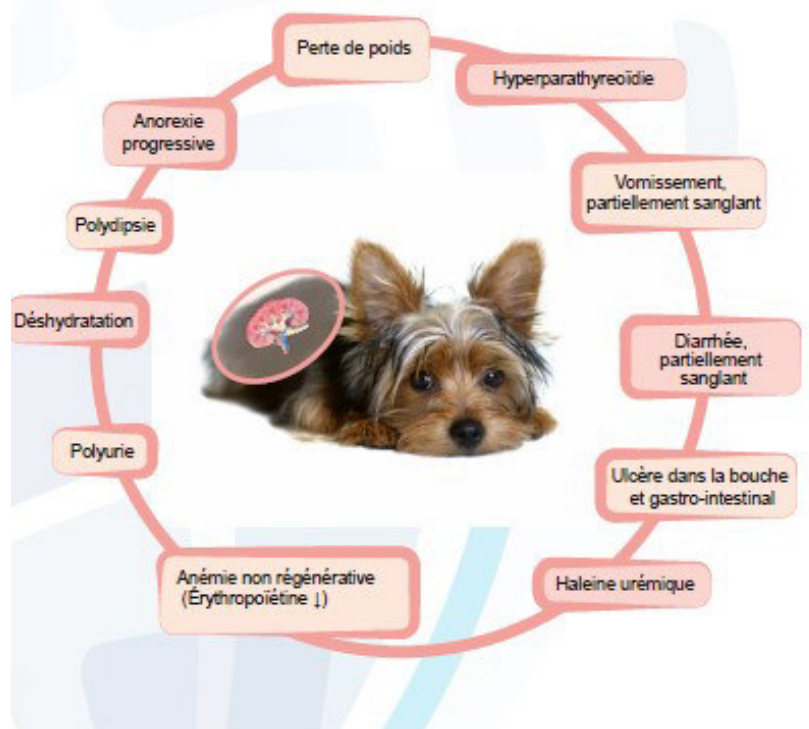 Perte de poids
Hyperparathyreoïdie
Vomissement,
partiellement sanglant
Diarrhée,
partiellement
sanglant
Ulcère dans la bouche
et gastro-intestinal
Haleine urémique
Anémie non régénérative
(Érythropoïétine ↓)
Polyurie
Déshydratation
Polydipsie
Anorexie
progressive